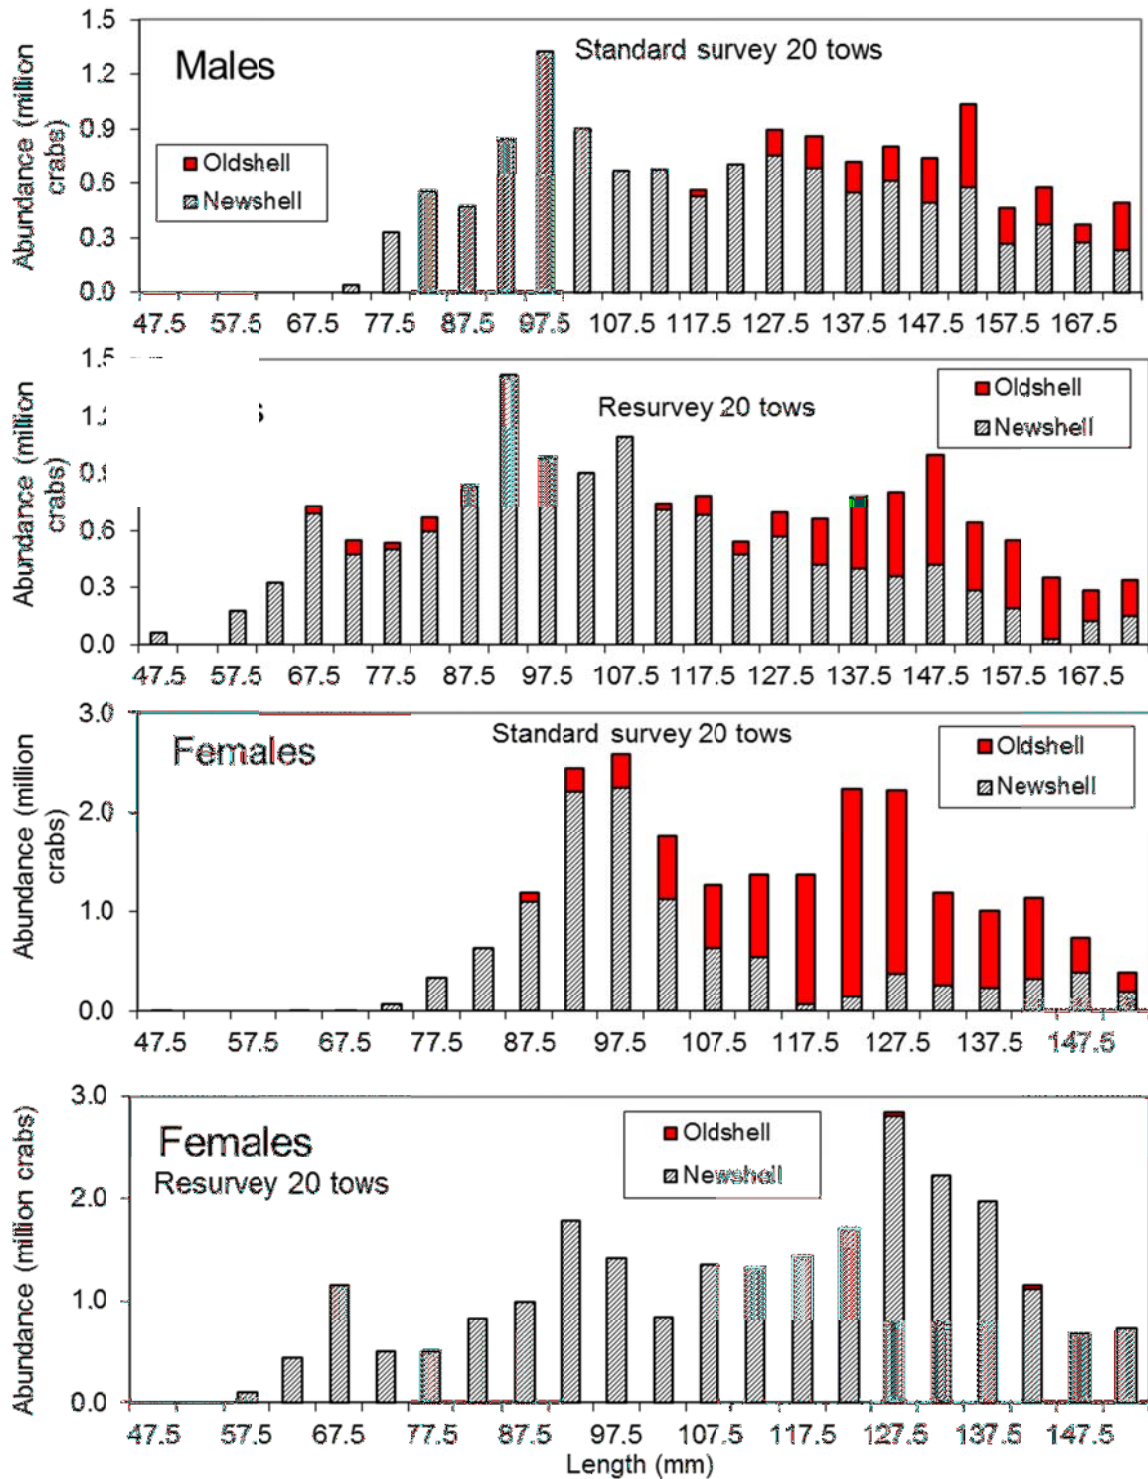 1.5
Males
Standard survey 20 tows
1.2
0.9
0.6
0.3
0.0
Abundance (million
crabs)
Oldshell
Newshell
47.5 57.5 67.5 77.5 87.5 97.5 107.5 117.5 127.5 137.5 147.5 157.5 167.5
Resurvey 20 tows
0.6
0.3
0.0
Abundance (million
crabs)
Oldshell
Newshell
47.5 57.5 67.5 77.5 87.5 97.5 107.5 117.5 127.5 137.5 147.5 157.5 167.5
3.0
Females
Standard survey 20 tows
2.0
1.0
0.0
Abundance (million
crabs)
Oldshell
Newshell
47.5 57.5 67.5 77.5 87.5 97.5 107.5 117.5 127.5 137.5 147.5
3.0
Females
Resurvey 20 tows
2.0
1.0
0.0
Abundance (million crabs)
Oldshell
Newshell
47.5 57.5 67.5 77.5 87.5 97.5 107.5 117.5 127.5 137.5 147.5
Length (mm)